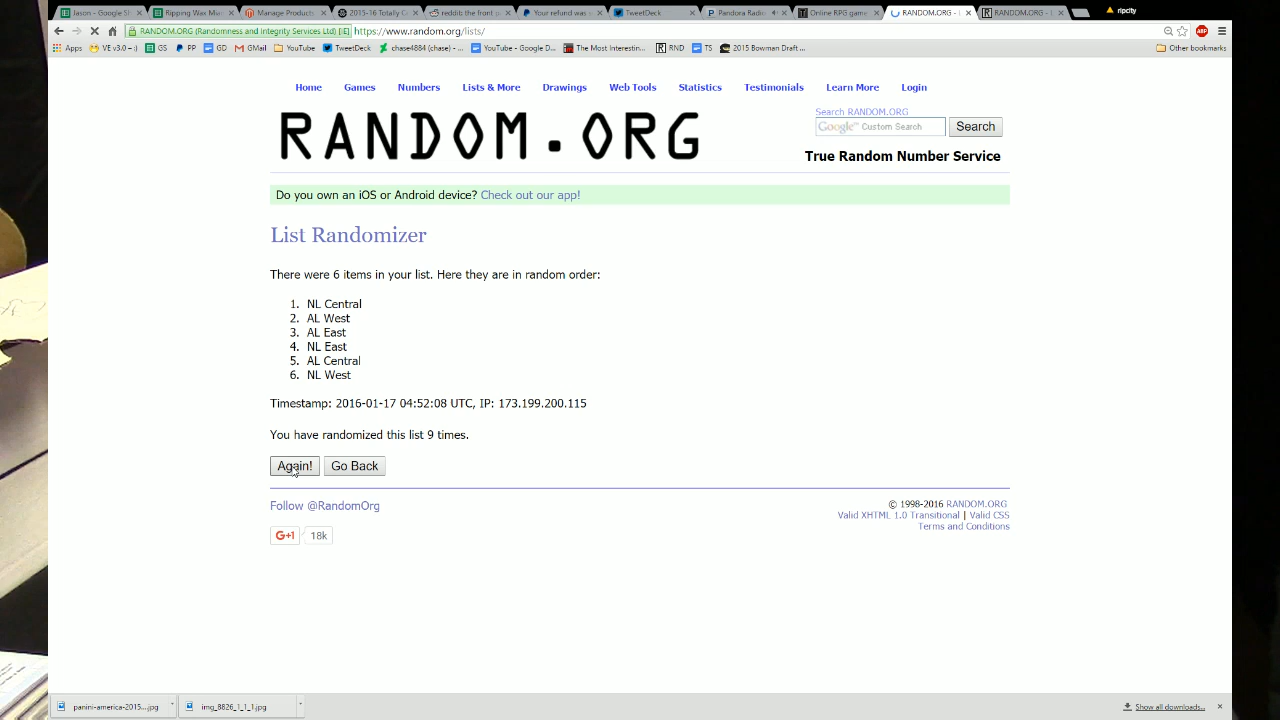 Jason - Google Sh
Ripping Wax Mar
Manage Products
2015-16 Totally Ce
reddit: the front p
Your refund was s
TweetDeck
Pandora Radio
Online RPG game
RANDOM.ORG - L
RANDOM.ORG - L
ripcity
RANDOM.ORG (Randomness and Integrity Services Ltd) [IE] https://www.random.org/lists/
Apps VE v3.0 - :) GS PP GD GMail YouTube TweetDeck chase4884 (chase) - ... YouTube - Google D... The Most Interestin... RND TS 2015 Bowman Draft ... Other bookmarks
Home Games Numbers Lists & More Drawings Web Tools Statistics Testimonials Learn More Login
RANDOM.ORG
Search RANDOM.ORG
Google™ Custom Search Search
True Random Number Service
Do you own an iOS or Android device? Check out our app!
List Randomizer
There were 6 items in your list. Here they are in random order:
1. NL Central
2. AL West
3. AL East
4. NL East
5. AL Central
6. NL West
Timestamp: 2016-01-17 04:52:08 UTC, IP: 173.199.200.115
You have randomized this list 9 times.
Again! Go Back
Follow @RandomOrg
© 1998-2016 RANDOM.ORG
Valid XHTML 1.0 Transitional | Valid CSS
Terms and Conditions
G+1 18k
panini-america-2015....jpg
img_8826_1_1_1.jpg
Show all downloads...